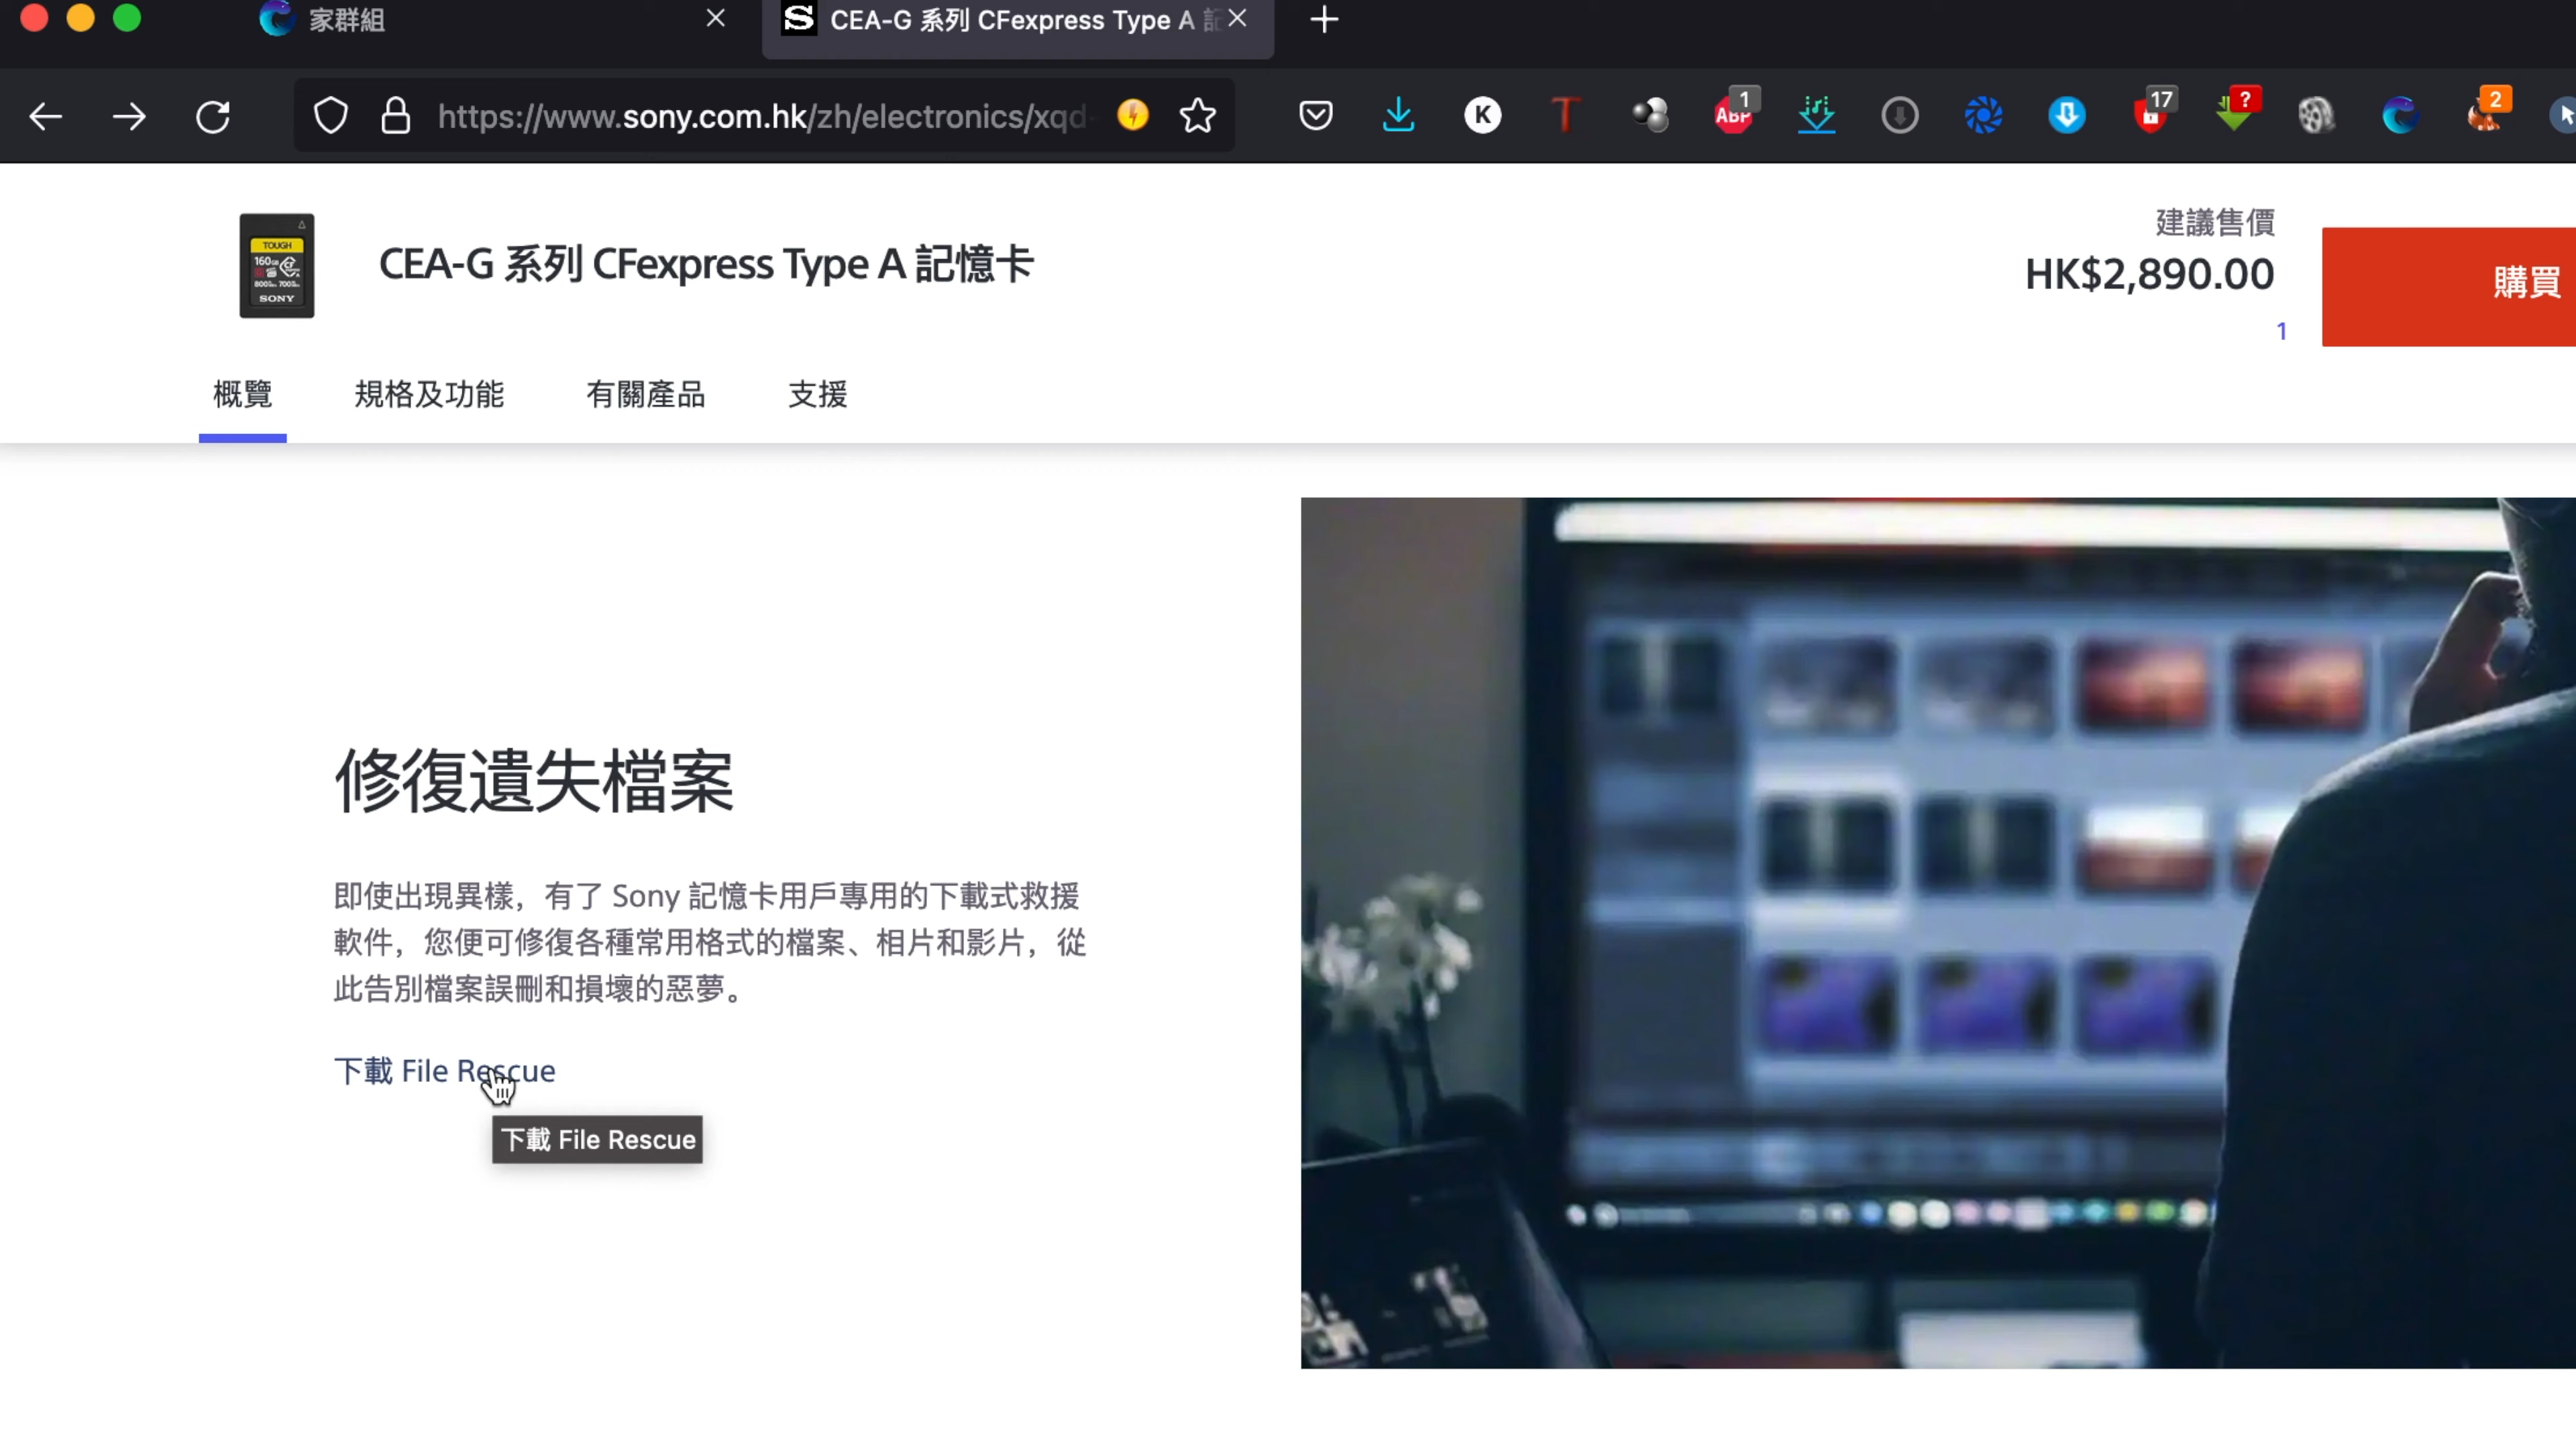 家群組
CEA-G 系列 CFexpress Type A 記
https://www.sony.com.hk/zh/electronics/xqd-
K
T
ABP
1
17
?
2
TOUGH
160GB
SONY
CEA-G 系列 CFexpress Type A 記憶卡
建議售價
HK$2,890.00
1
購買
概覽
規格及功能
有關產品
支援
修復遺失檔案
即使出現異樣，有了 Sony 記憶卡用戶專用的下載式救援
軟件，您便可修復各種常用格式的檔案、相片和影片，從
此告別檔案誤刪和損壞的惡夢。
下載 File Rescue
下載 File Rescue